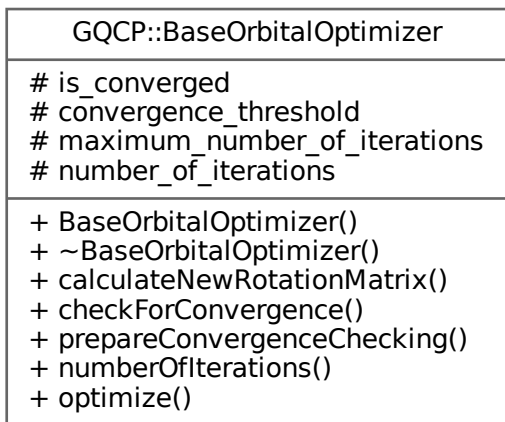 GQCP::BaseOrbitalOptimizer
# is_converged
# convergence_threshold
# maximum_number_of_iterations
# number_of_iterations
+ BaseOrbitalOptimizer()
+ ~BaseOrbitalOptimizer()
+ calculateNewRotationMatrix()
+ checkForConvergence()
+ prepareConvergenceChecking()
+ numberOfIterations()
+ optimize()